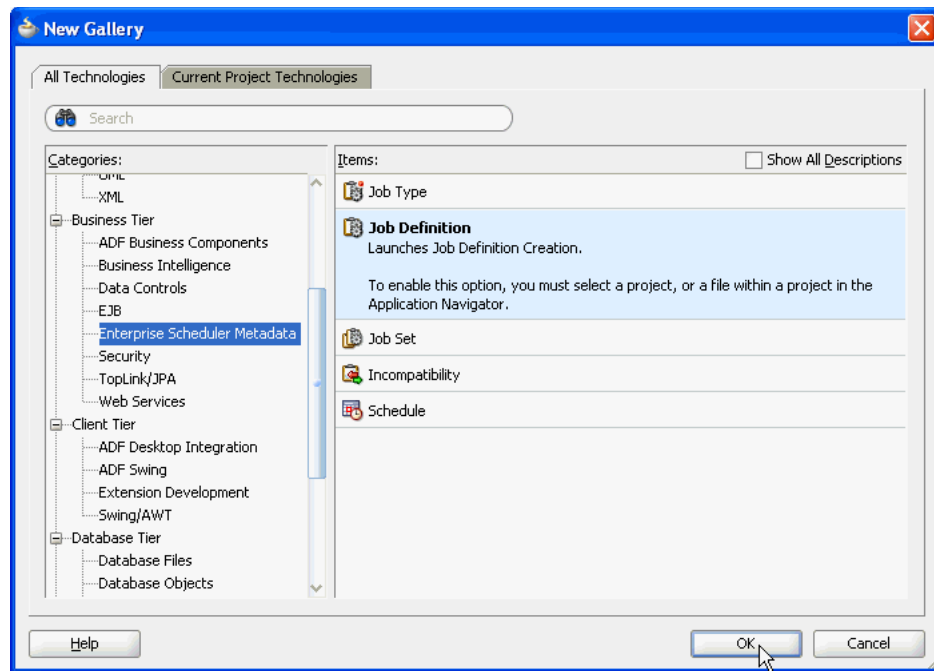 New Gallery
All Technologies
Current Project Technologies
Search
Categories:
XML
Business Tier
ADF Business Components
Business Intelligence
Data Controls
EJB
Enterprise Scheduler Metadata
Security
TopLink/JPA
Web Services
Client Tier
ADF Desktop Integration
ADF Swing
Extension Development
Swing/AWT
Database Tier
Database Files
Database Objects
Items:
Show All Descriptions
Job Type
Job Definition
Launches Job Definition Creation.
To enable this option, you must select a project, or a file within a project in the
Application Navigator.
Job Set
Incompatibility
Schedule
Help
OK
Cancel